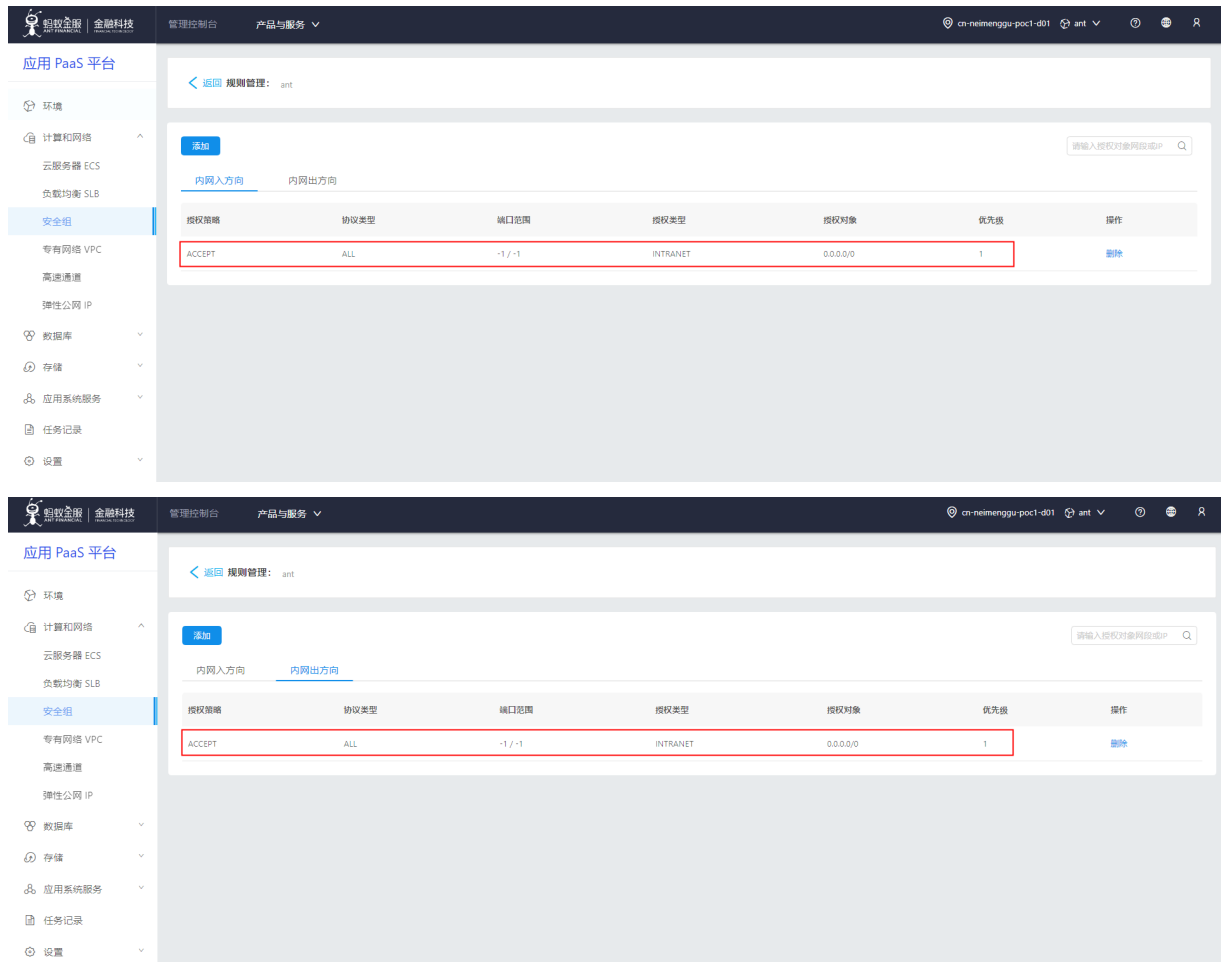 蚂蚁金服 金融科技 管理控制台 产品与服务 cn-neimenggu-poc1-d01 ant
ANT FINANCIAL FINANCIAL TECHNOLOGY
应用 PaaS 平台
返回 规则管理: ant
环境
计算和网络
云服务器 ECS
负载均衡 SLB
安全组
专有网络 VPC
高速通道
弹性公网 IP
数据库
存储
应用系统服务
任务记录
设置
添加 请输入授权对象网段或IP
内网入方向 内网出方向
授权策略 协议类型 端口范围 授权类型 授权对象 优先级 操作
ACCEPT ALL -1 / -1 INTRANET 0.0.0.0/0 1 删除
蚂蚁金服 金融科技 管理控制台 产品与服务 cn-neimenggu-poc1-d01 ant
ANT FINANCIAL FINANCIAL TECHNOLOGY
应用 PaaS 平台
返回 规则管理: ant
环境
计算和网络
云服务器 ECS
负载均衡 SLB
安全组
专有网络 VPC
高速通道
弹性公网 IP
数据库
存储
应用系统服务
任务记录
设置
添加 请输入授权对象网段或IP
内网入方向 内网出方向
授权策略 协议类型 端口范围 授权类型 授权对象 优先级 操作
ACCEPT ALL -1 / -1 INTRANET 0.0.0.0/0 1 删除